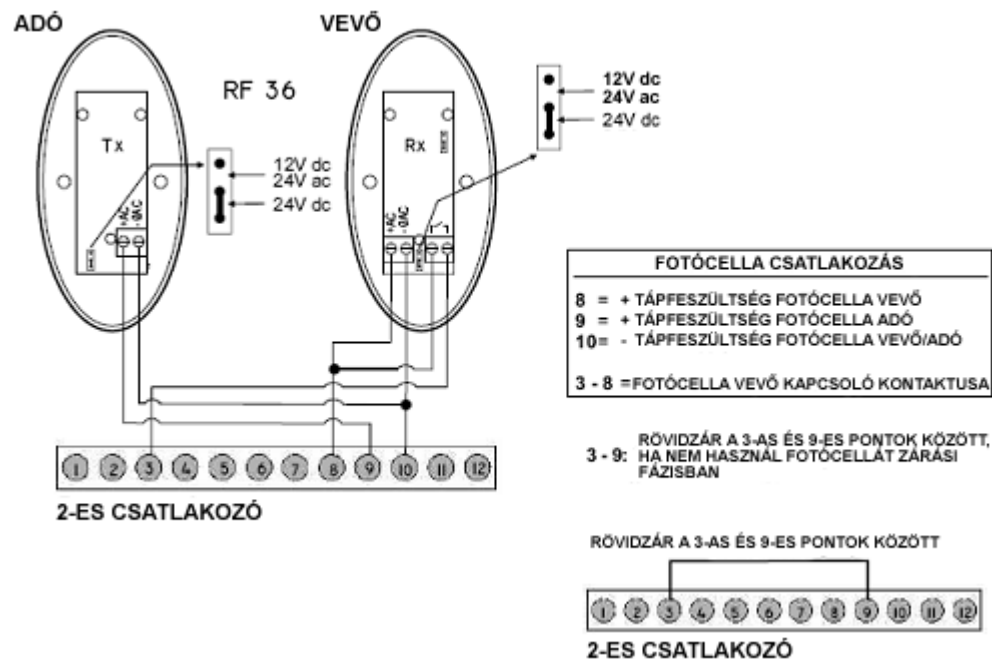 ADÓ
VEVŐ
RF 36
12V dc
24V ac
24V dc
Tx
12V dc
24V ac
24V dc
Rx
+AC
- 0AC
+AC
- 0AC
FOTÓCELLA CSATLAKOZÁS
8 = + TÁPFESZÜLTSÉG FOTÓCELLA VEVŐ
9 = + TÁPFESZÜLTSÉG FOTÓCELLA ADÓ
10= - TÁPFESZÜLTSÉG FOTÓCELLA VEVŐ/ADÓ
3 - 8 =FOTÓCELLA VEVŐ KAPCSOLÓ KONTAKTUSA
3 - 9: RÖVIDZÁR A 3-AS ÉS 9-ES PONTOK KÖZÖTT,
HA NEM HASZNÁL FOTÓCELLÁT ZÁRÁSI
FÁZISBAN
1 2 3 4 5 6 7 8 9 10 11 12
2-ES CSATLAKOZÓ
RÖVIDZÁR A 3-AS ÉS 9-ES PONTOK KÖZÖTT
1 2 3 4 5 6 7 8 9 10 11 12
2-ES CSATLAKOZÓ